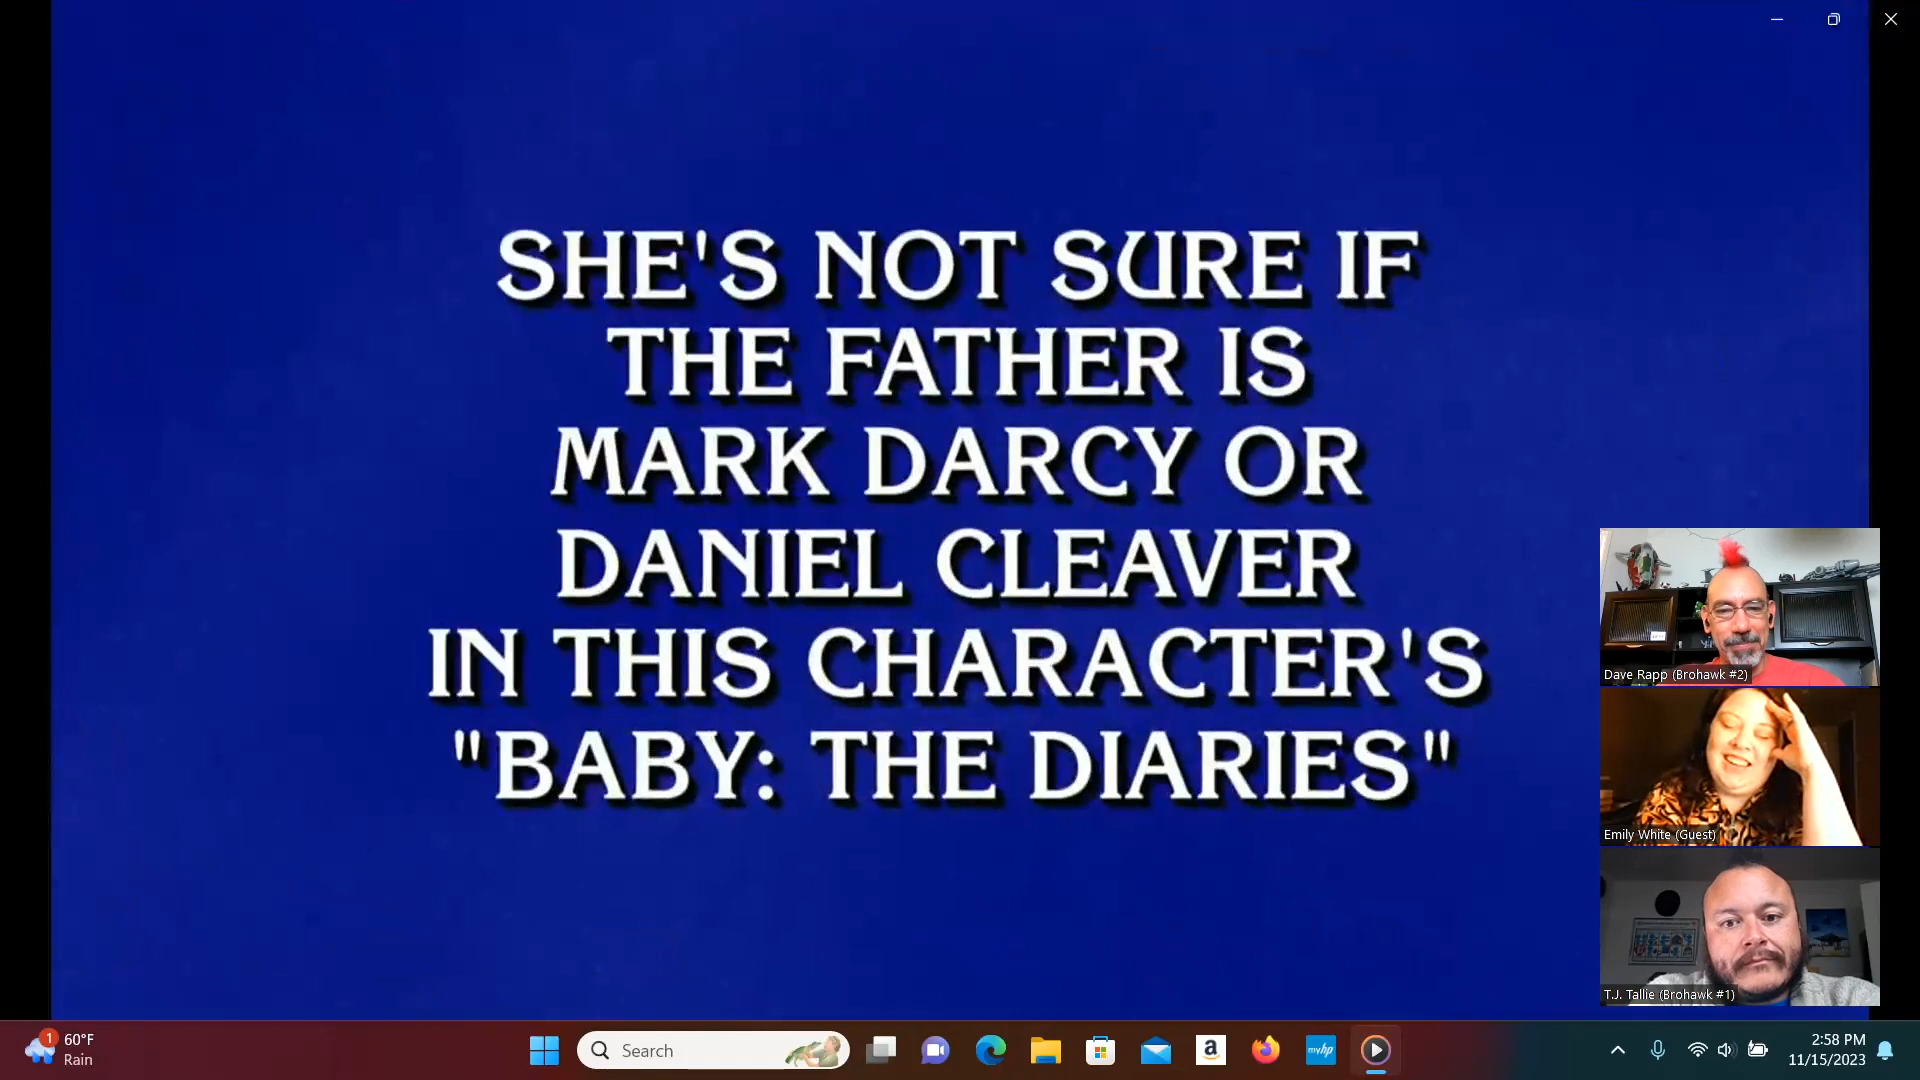 SHE'S NOT SURE IF
THE FATHER IS
MARK DARCY OR
DANIEL CLEAVER
IN THIS CHARACTER'S
"BABY: THE DIARIES"
Dave Rapp (Brohawk #2)
Emily White (Guest)
T.J. Tallie (Brohawk #1)
1
60°F
Rain
Search
a
myhp
2:58 PM
11/15/2023